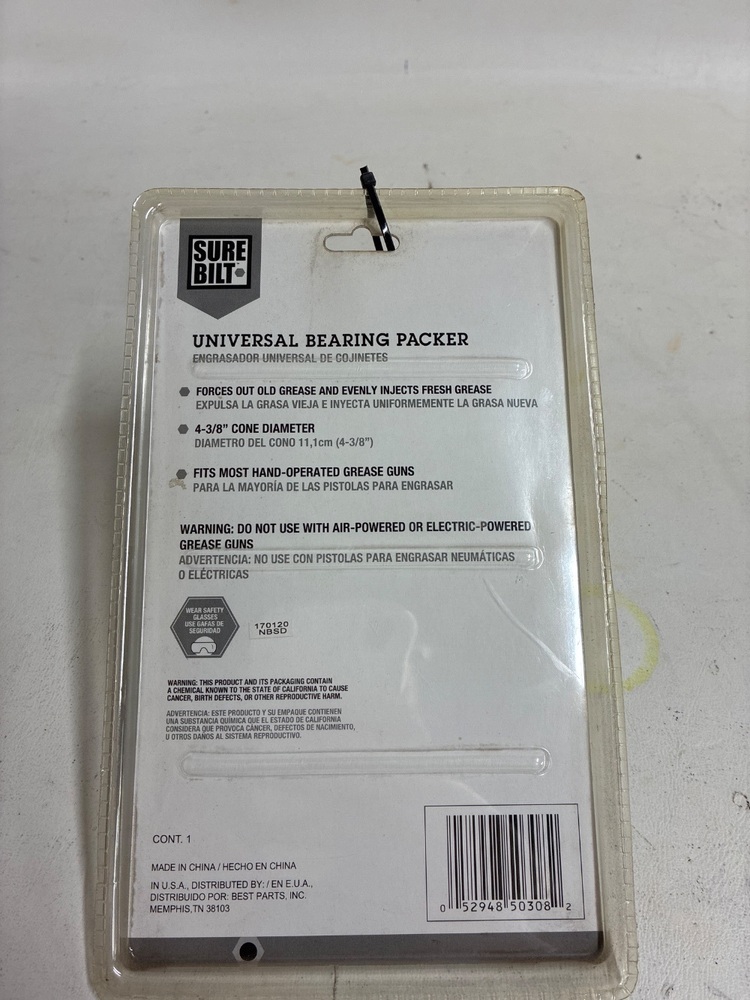 SURE
BILT
UNIVERSAL BEARING PACKER
ENGRASADOR UNIVERSAL DE COJINETES
FORCES OUT OLD GREASE AND EVENLY INJECTS FRESH GREASE
EXPULSA LA GRASA VIEJA E INYECTA UNIFORMEMENTE LA GRASA NUEVA
4-3/8" CONE DIAMETER
DIAMETRO DEL CONO 11,1cm (4-3/8")
FITS MOST HAND-OPERATED GREASE GUNS
PARA LA MAYORÍA DE LAS PISTOLAS PARA ENGRASAR
WARNING: DO NOT USE WITH AIR-POWERED OR ELECTRIC-POWERED
GREASE GUNS
ADVERTENCIA: NO USE CON PISTOLAS PARA ENGRASAR NEUMÁTICAS
O ELÉCTRICAS
WEAR SAFETY
GLASSES
USE GAFAS DE
SEGURIDAD
170120
NBSD
WARNING: THIS PRODUCT AND ITS PACKAGING CONTAIN
A CHEMICAL KNOWN TO THE STATE OF CALIFORNIA TO CAUSE
CANCER, BIRTH DEFECTS, OR OTHER REPRODUCTIVE HARM.
ADVERTENCIA: ESTE PRODUCTO Y SU EMPAQUE CONTIENEN
UNA SUBSTANCIA QUÍMICA QUE EL ESTADO DE CALIFORNIA
CONSIDERA QUE PROVOCA CÁNCER, DEFECTOS DE NACIMIENTO,
U OTROS DAÑOS AL SISTEMA REPRODUCTIVO.
CONT. 1
MADE IN CHINA / HECHO EN CHINA
IN U.S.A., DISTRIBUTED BY: / EN E.U.A.,
DISTRIBUIDO POR: BEST PARTS, INC.
MEMPHIS,TN 38103
0 52948 50308 2